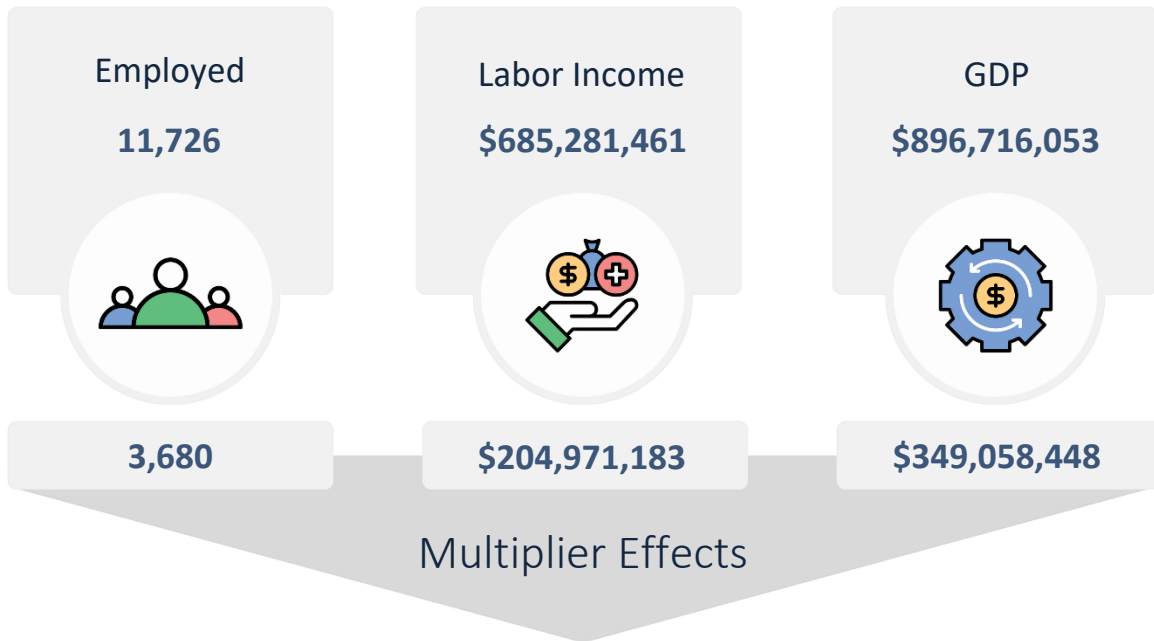 Employed
11,726
Labor Income
$685,281,461
GDP
$896,716,053
$
$
3,680
$204,971,183
$349,058,448
Multiplier Effects